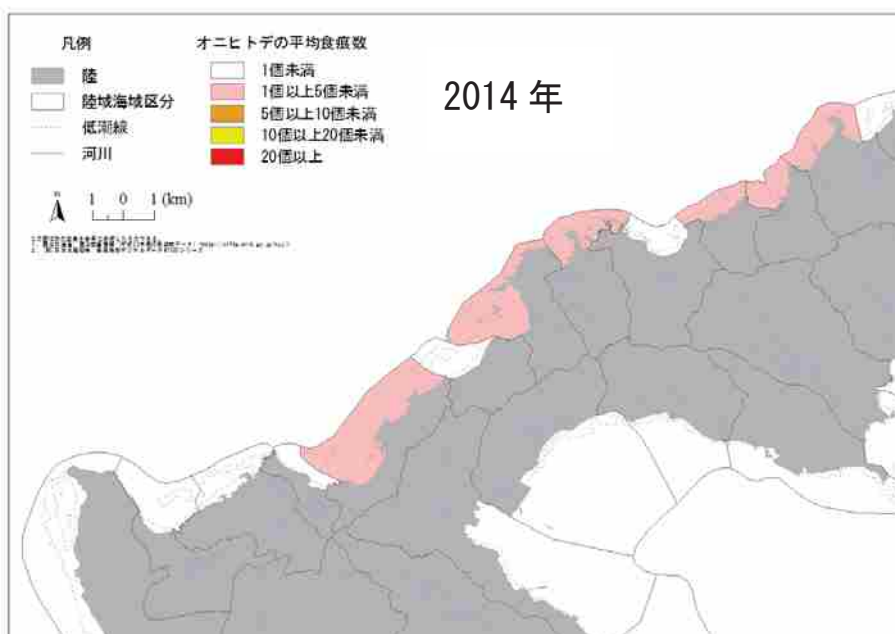 凡例
陸
陸域海域区分
低潮線
河川
オニヒトデの平均食痕数
1個未満
1個以上5個未満
5個以上10個未満
10個以上20個未満
20個以上
2014 年
N
1 0 1 (km)